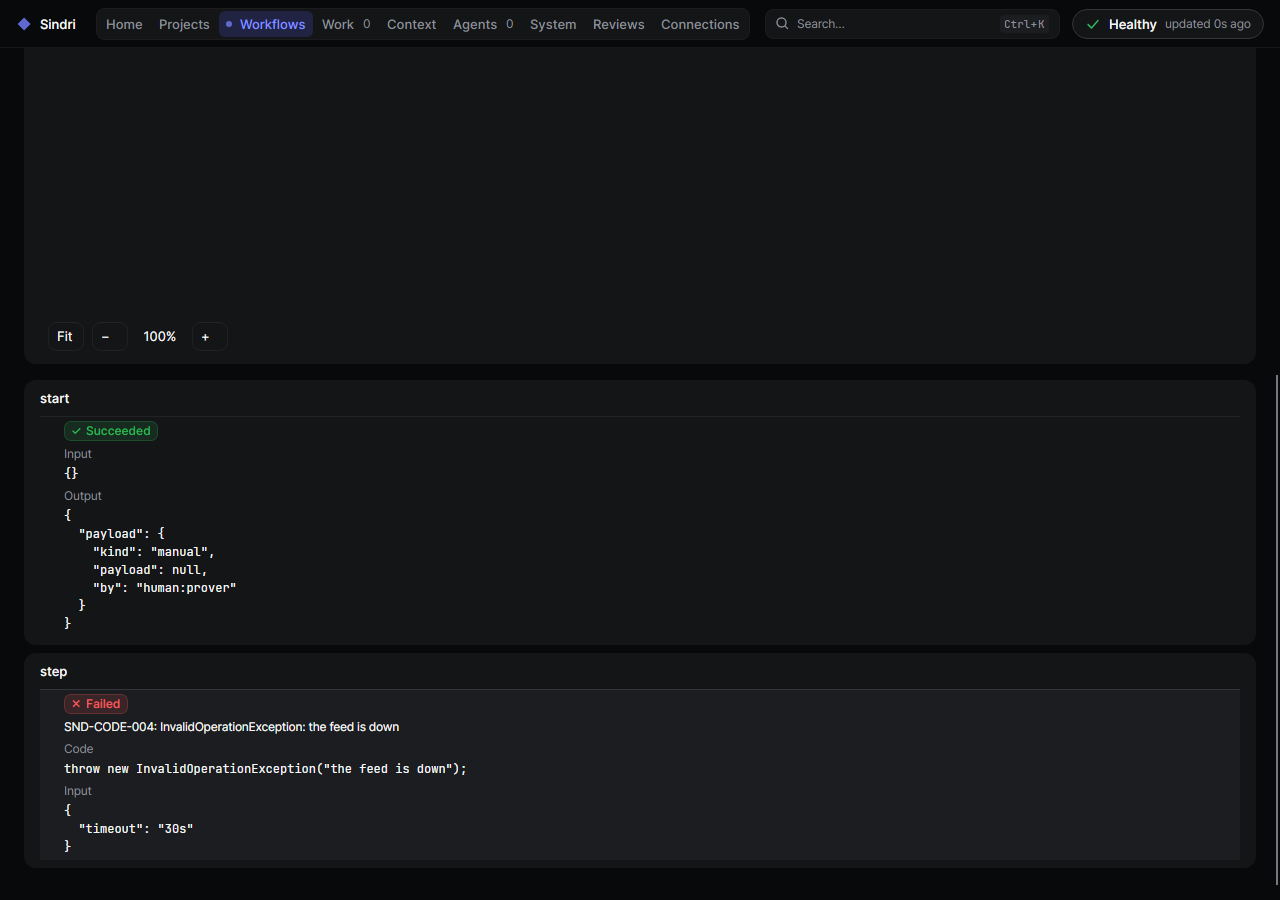 Sindri
Home Projects Workflows Work 0 Context Agents 0 System Reviews Connections
Search... Ctrl+K
Healthy updated 0s ago
Fit − 100% +
start
Succeeded
Input
{}
Output
{
  "payload": {
    "kind": "manual",
    "payload": null,
    "by": "human:prover"
  }
}
step
Failed
SND-CODE-004: InvalidOperationException: the feed is down
Code
throw new InvalidOperationException("the feed is down");
Input
{
  "timeout": "30s"
}